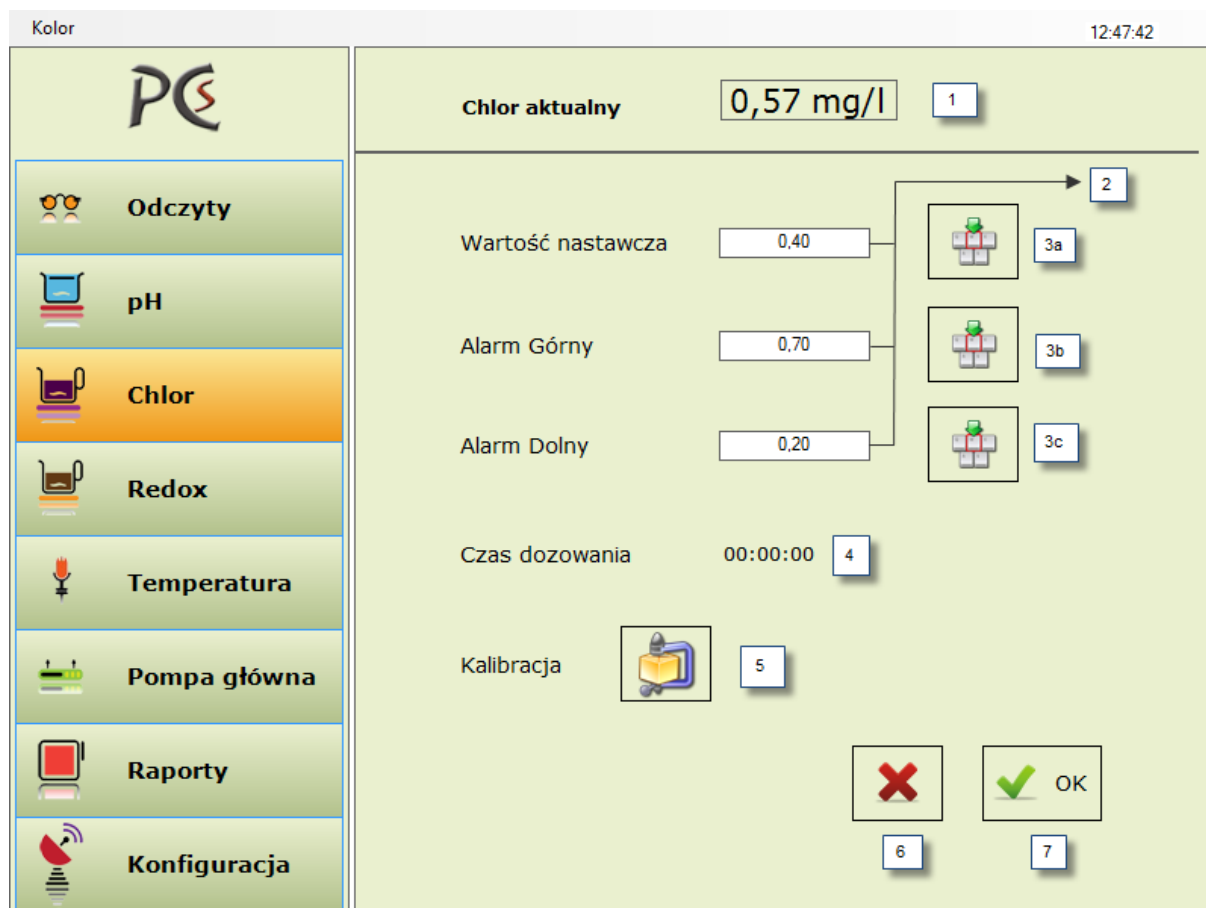 Kolor
12:47:42
PCs
Chlor aktualny 0,57 mg/l 1
2
Odczyty
Wartość nastawcza 0,40 3a
pH
Alarm Górny 0,70 3b
Chlor
Alarm Dolny 0,20 3c
Redox
Czas dozowania 00:00:00 4
Temperatura
Kalibracja 5
Pompa główna
Raporty
OK
6 7
Konfiguracja